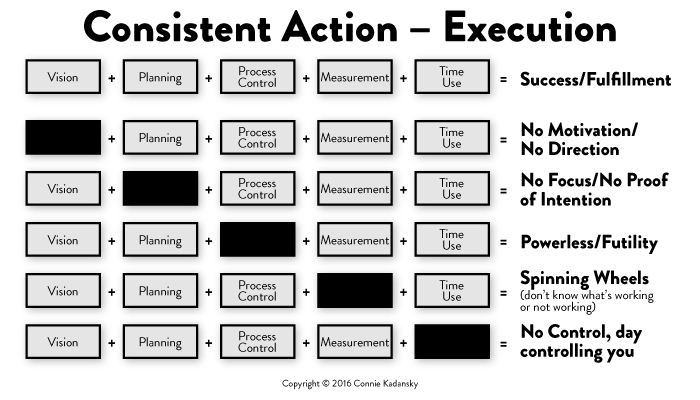 Consistent Action – Execution
Vision + Planning + Process Control + Measurement + Time Use = Success/Fulfillment
+ Planning + Process Control + Measurement + Time Use = No Motivation/
No Direction
Vision + + Process Control + Measurement + Time Use = No Focus/No Proof
of Intention
Vision + Planning + + Measurement + Time Use = Powerless/Futility
Vision + Planning + Process Control + + Time Use = Spinning Wheels
(don't know what's working
or not working)
Vision + Planning + Process Control + Measurement + = No Control, day
controlling you
Copyright © 2016 Connie Kadansky